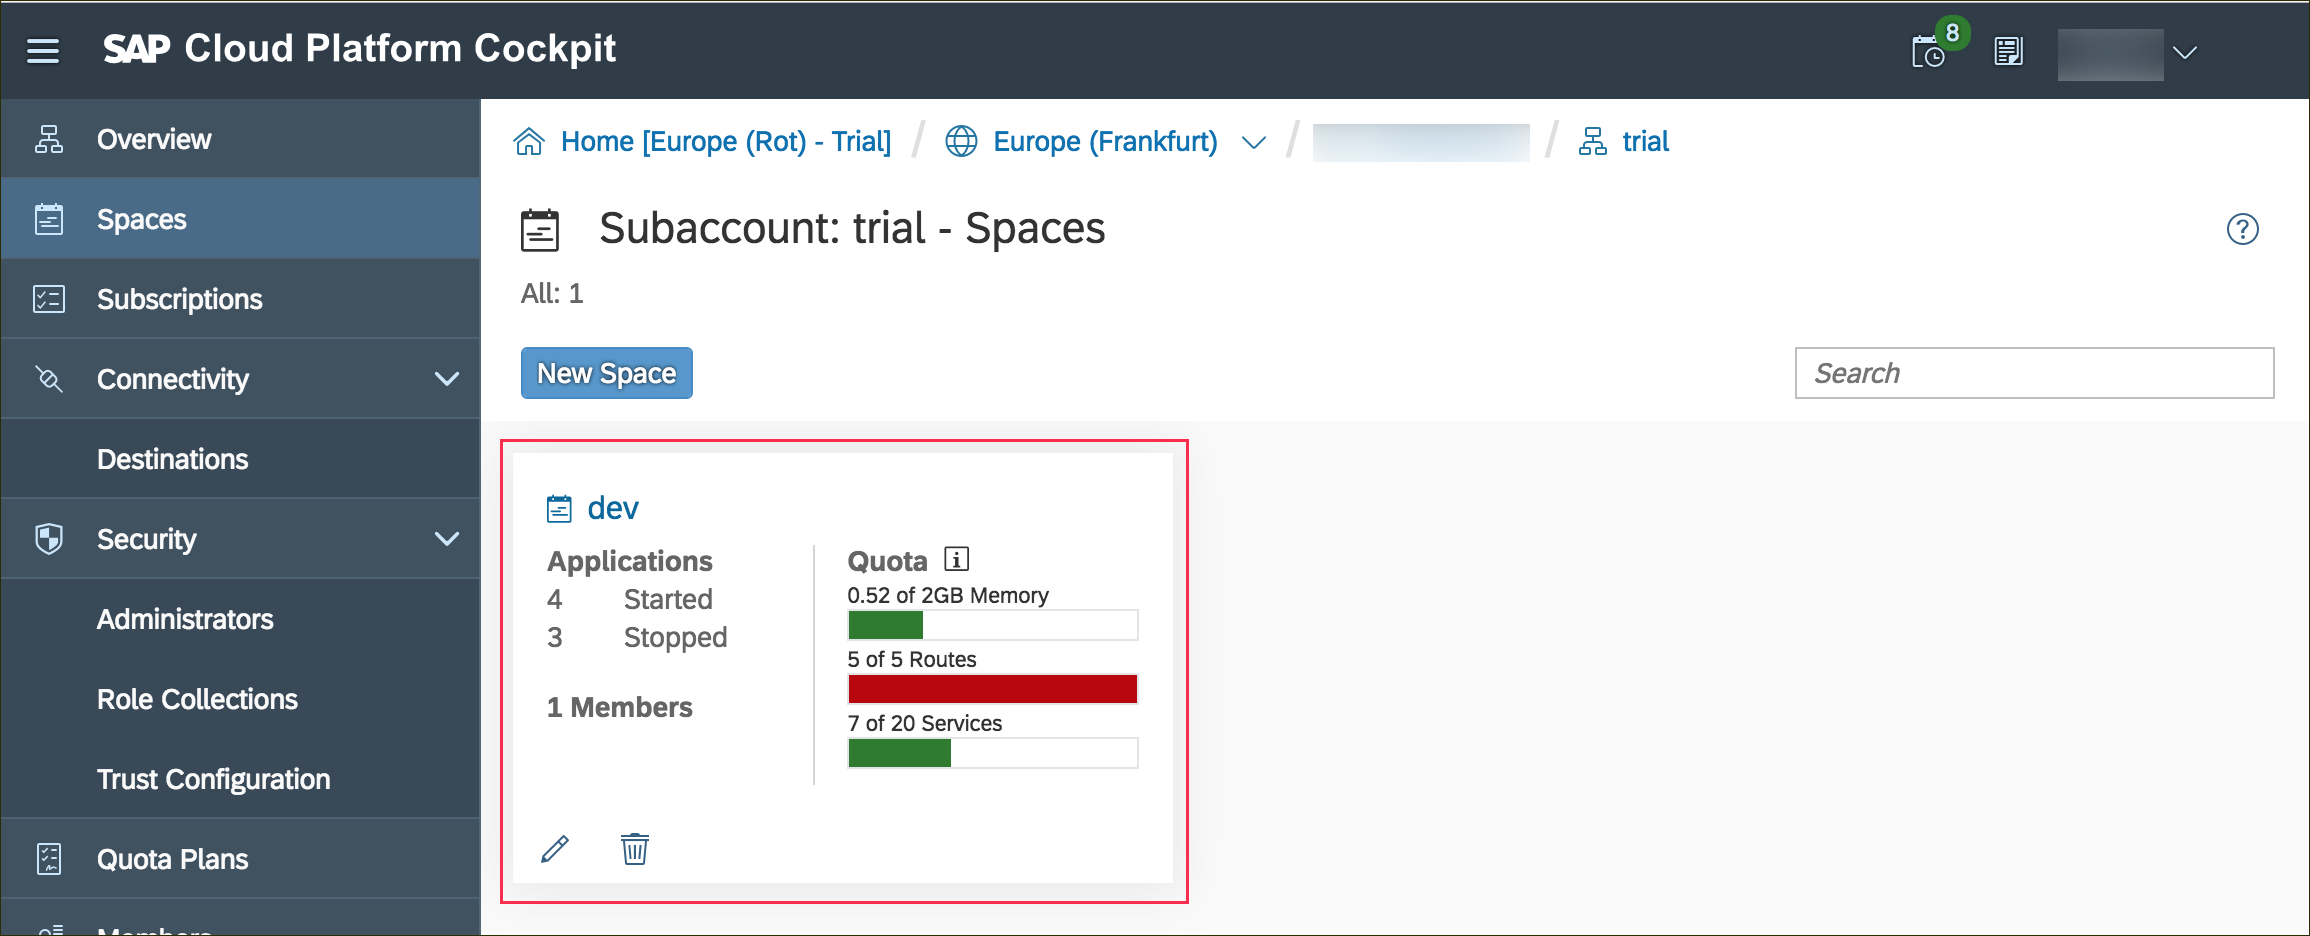 SAP Cloud Platform Cockpit
8
Overview
Spaces
Subscriptions
Connectivity
Destinations
Security
Administrators
Role Collections
Trust Configuration
Quota Plans
Members
Home [Europe (Rot) - Trial] / Europe (Frankfurt) / / trial
Subaccount: trial - Spaces
?
All: 1
New Space
Search
dev
Applications
4 Started
3 Stopped
1 Members
Quota i
0.52 of 2GB Memory
5 of 5 Routes
7 of 20 Services